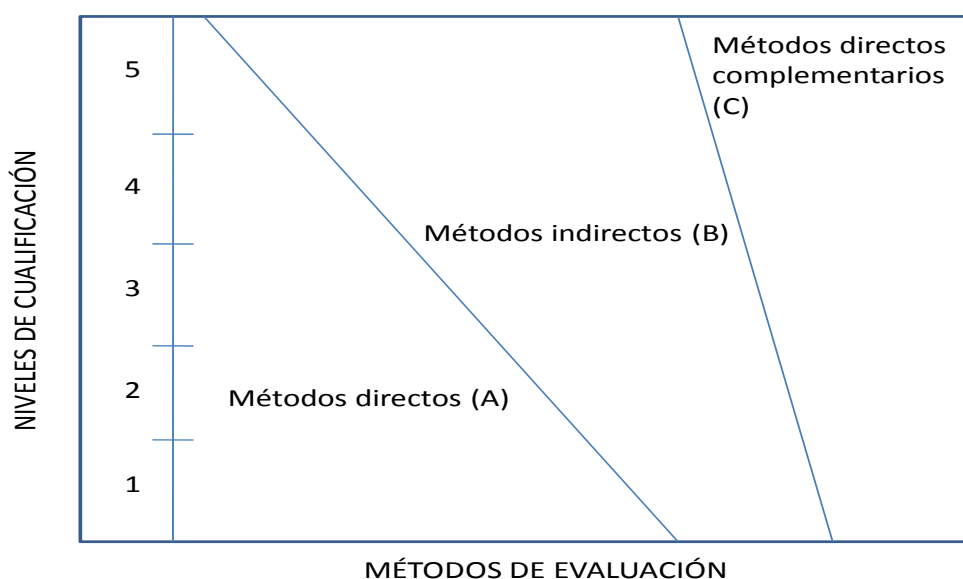 NIVELES DE CUALIFICACIÓN
5
4
3
2
1
Métodos directos
complementarios
(C)
Métodos indirectos (B)
Métodos directos (A)
MÉTODOS DE EVALUACIÓN